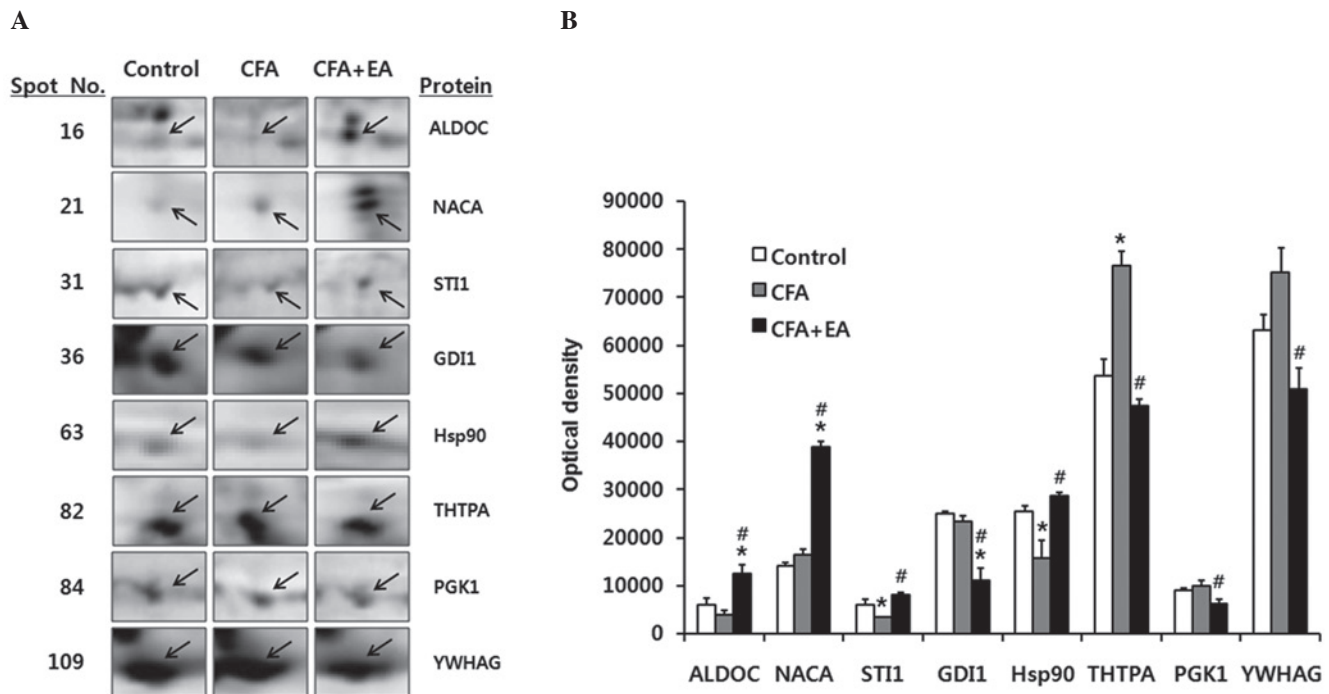 A
Control CFA CFA+EA
Spot No. Protein
16 ALDOC
21 NACA
31 STI1
36 GDI1
63 Hsp90
82 THTPA
84 PGK1
109 YWHAG
B
90000
80000
70000
60000
50000
40000
30000
20000
10000
0
Optical density
Control
CFA
CFA+EA
#
*
#
*
*
#
#
*
*
#
*
#
#
#
ALDOC NACA STI1 GDI1 Hsp90 THTPA PGK1 YWHAG